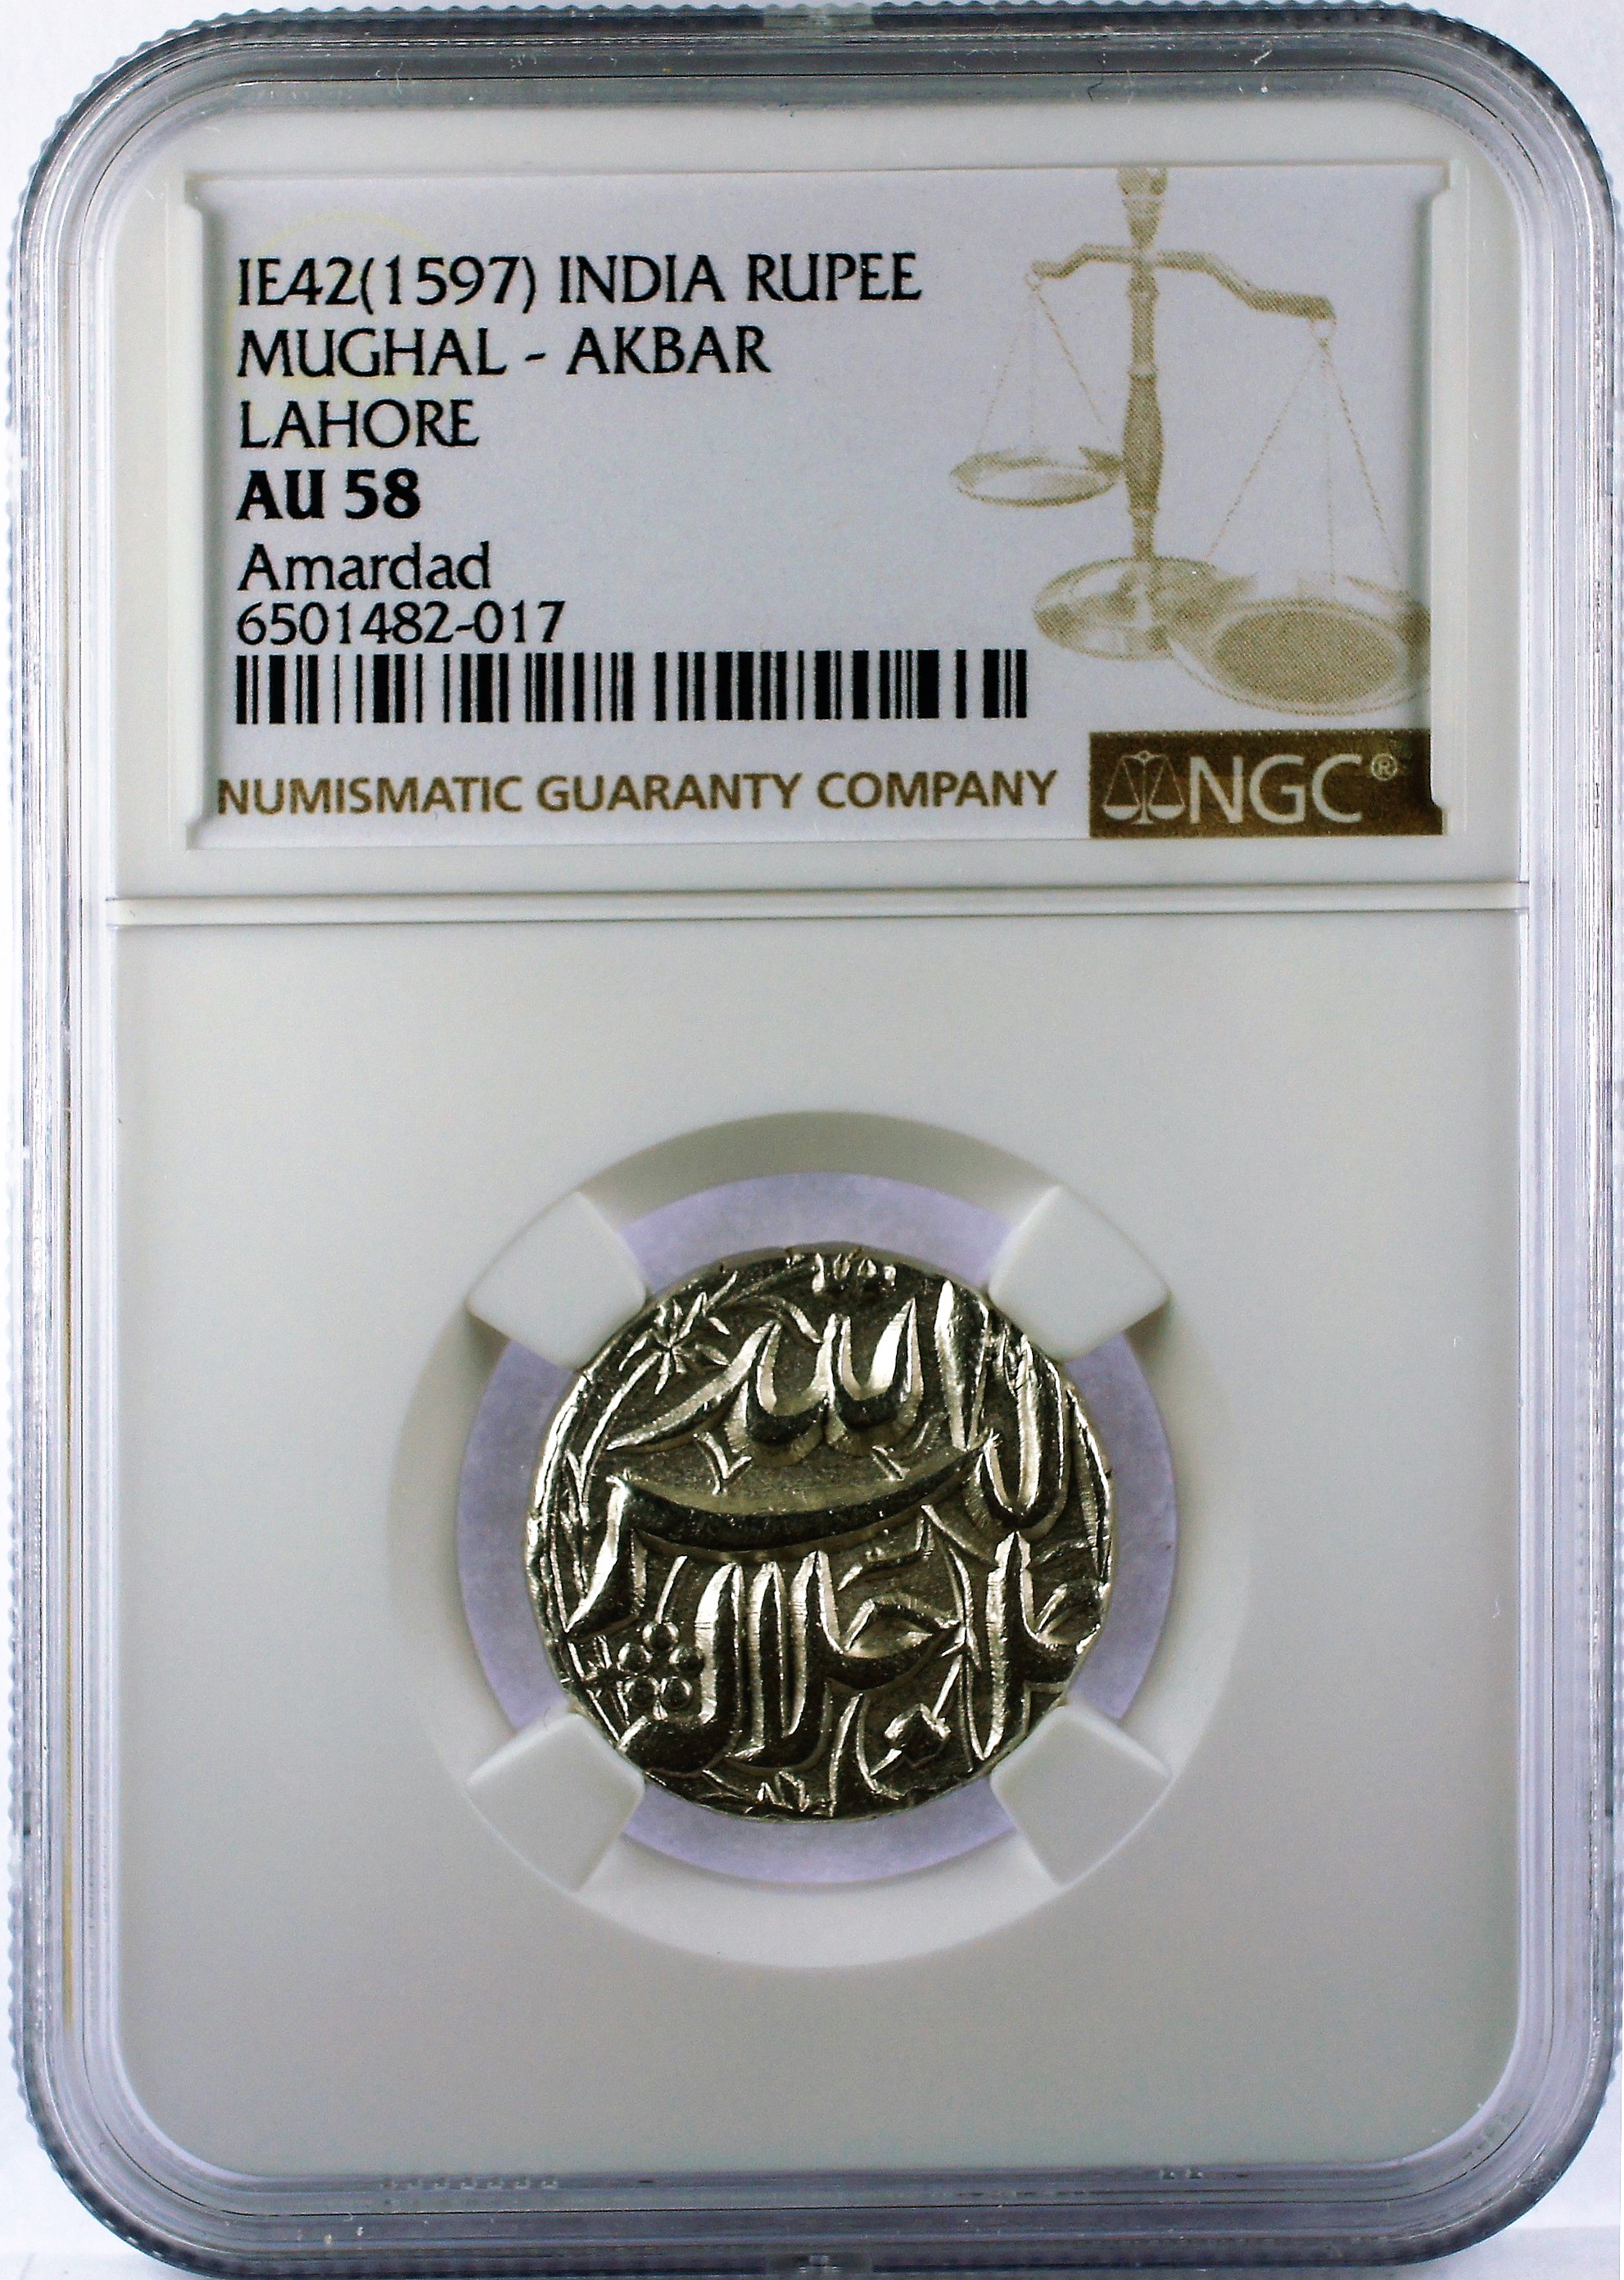 IE42(1597) INDIA RUPEE
MUGHAL - AKBAR
LAHORE
AU 58
Amardad
6501482-017
NUMISMATIC GUARANTY COMPANY
NGC®
الله
جل جلاله